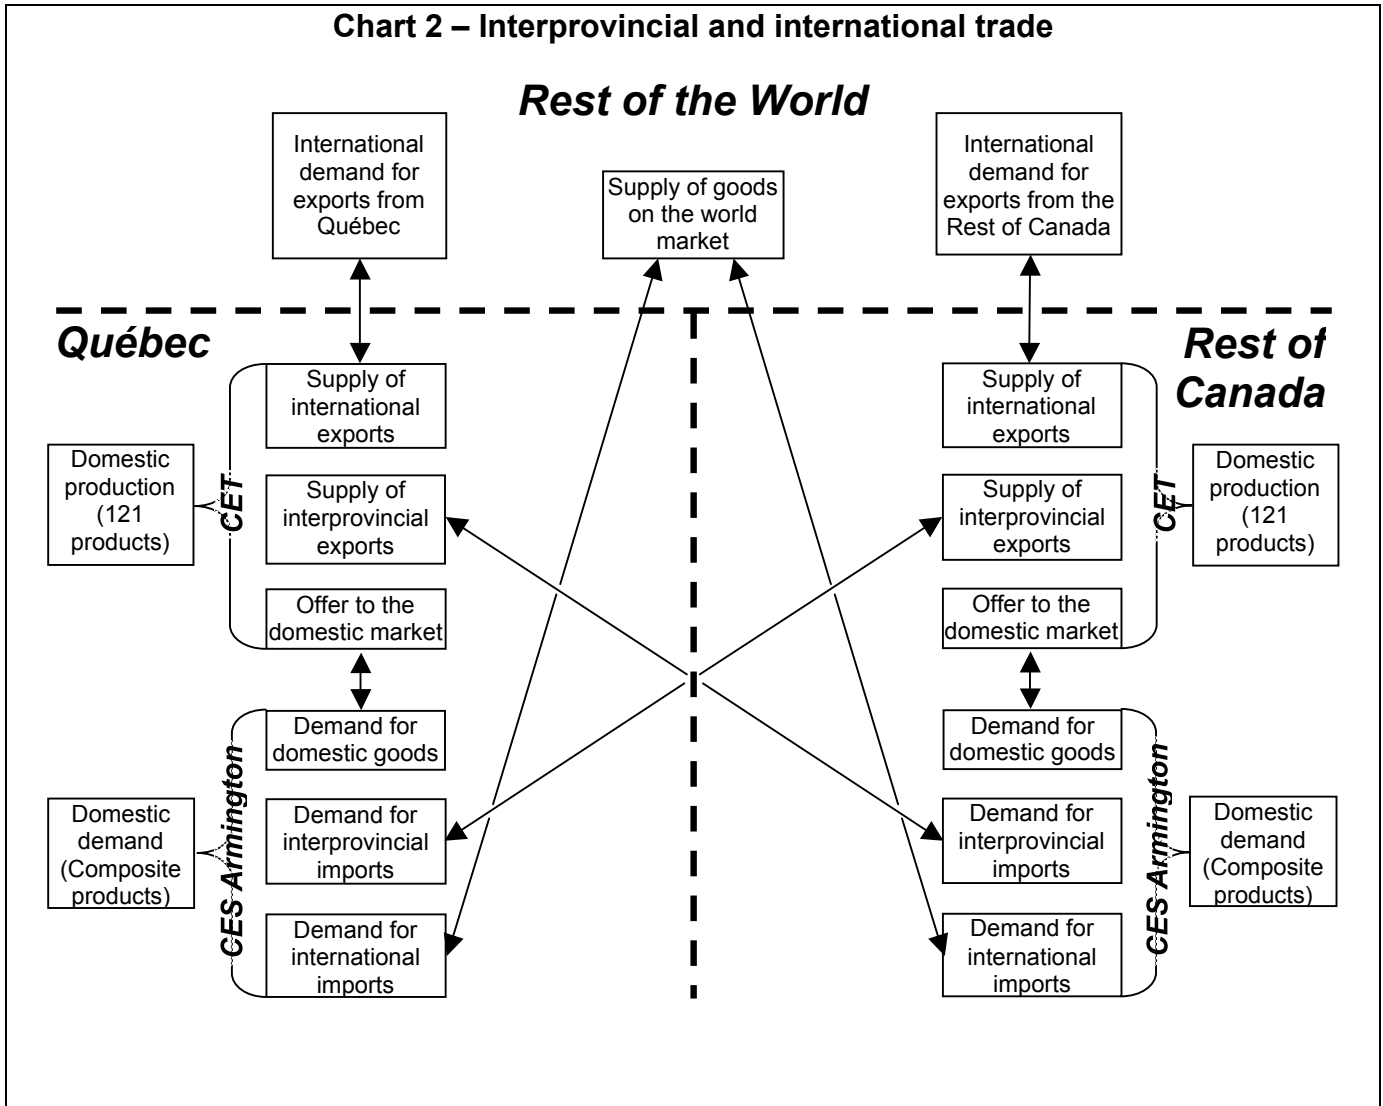 Chart 2 – Interprovincial and international trade
Rest of the World
International
demand for
exports from
Québec
Supply of goods
on the world
market
International
demand for
exports from the
Rest of Canada
Québec
Rest of
Canada
Domestic
production
(121
products)
CET
Supply of
international
exports
Supply of
interprovincial
exports
Offer to the
domestic market
Supply of
international
exports
Supply of
interprovincial
exports
Offer to the
domestic market
CET
Domestic
production
(121
products)
Domestic
demand
(Composite
products)
CES Armington
Demand for
domestic goods
Demand for
interprovincial
imports
Demand for
international
imports
Demand for
domestic goods
Demand for
interprovincial
imports
Demand for
international
imports
CES Armington
Domestic
demand
(Composite
products)